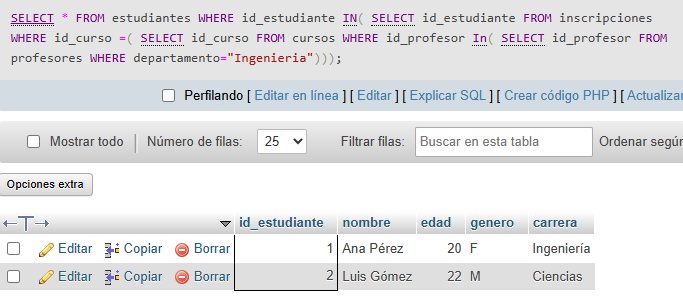 SELECT * FROM estudiantes WHERE id_estudiante IN( SELECT id_estudiante FROM inscripciones
WHERE id_curso =( SELECT id_curso FROM cursos WHERE id_profesor In( SELECT id_profesor FROM
profesores WHERE departamento="Ingenieria")));
Perfilando [ Editar en línea ] [ Editar ] [ Explicar SQL ] [ Crear código PHP ] [ Actualizar
Mostrar todo Número de filas: 25 Filtrar filas: Buscar en esta tabla Ordenar según
Opciones extra
←T→ id_estudiante nombre edad genero carrera
Editar Copiar Borrar 1 Ana Pérez 20 F Ingeniería
Editar Copiar Borrar 2 Luis Gómez 22 M Ciencias